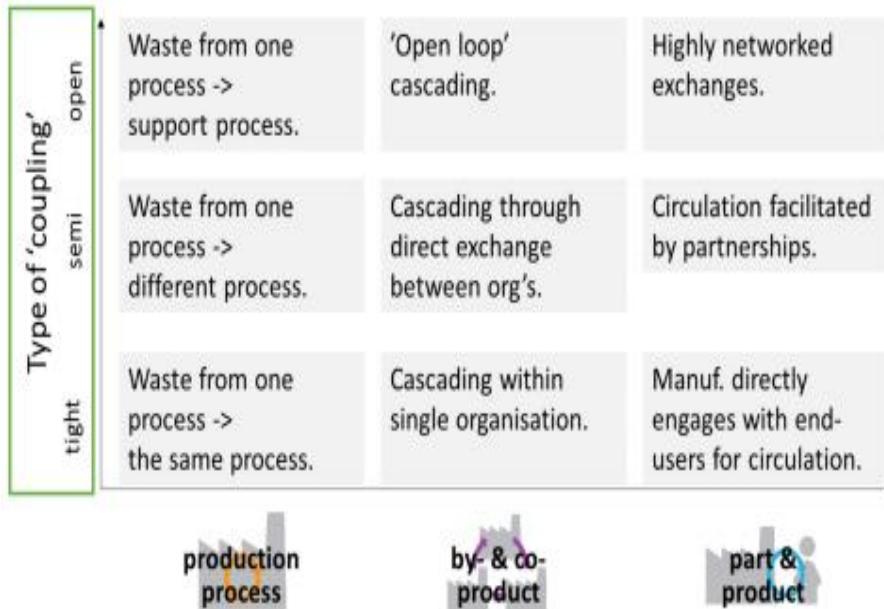 Type of 'coupling'
open
Waste from one
process ->
support process.
'Open loop'
cascading.
Highly networked
exchanges.
semi
Waste from one
process ->
different process.
Cascading through
direct exchange
between org's.
Circulation facilitated
by partnerships.
tight
Waste from one
process ->
the same process.
Cascading within
single organisation.
Manuf. directly
engages with end-
users for circulation.
production
process
by- & co-
product
part &
product